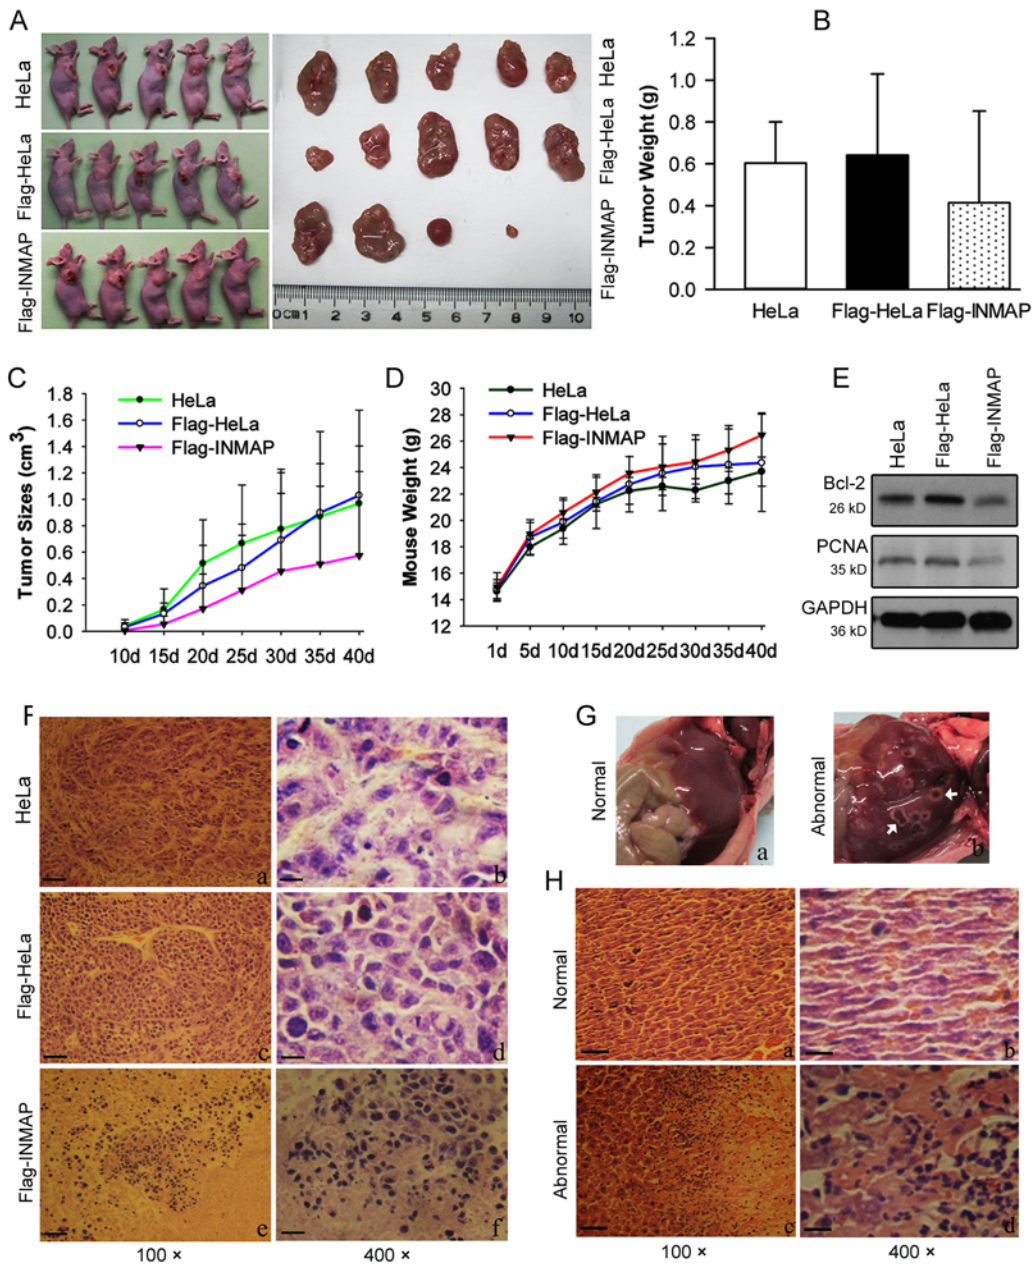 A
HeLa
Flag-HeLa
Flag-INMAP
HeLa
Flag-HeLa
Flag-INMAP
0 cm 1 2 3 4 5 6 7 8 9 10
B
Tumor Weight (g)
1.2
1.0
0.8
0.6
0.4
0.2
0.0
HeLa Flag-HeLa Flag-INMAP
C
Tumor Sizes (cm³)
1.8
1.6
1.4
1.2
1.0
0.8
0.6
0.4
0.2
0.0
HeLa
Flag-HeLa
Flag-INMAP
10d 15d 20d 25d 30d 35d 40d
D
Mouse Weight (g)
30
28
26
24
22
20
18
16
14
12
HeLa
Flag-HeLa
Flag-INMAP
1d 5d 10d 15d 20d 25d 30d 35d 40d
E
HeLa
Flag-HeLa
Flag-INMAP
Bcl-2
26 kD
PCNA
35 kD
GAPDH
36 kD
F
HeLa
a
b
Flag-HeLa
c
d
Flag-INMAP
e
f
100 × 400 ×
G
Normal
a
Abnormal
b
H
Normal
a
b
Abnormal
c
d
100 × 400 ×